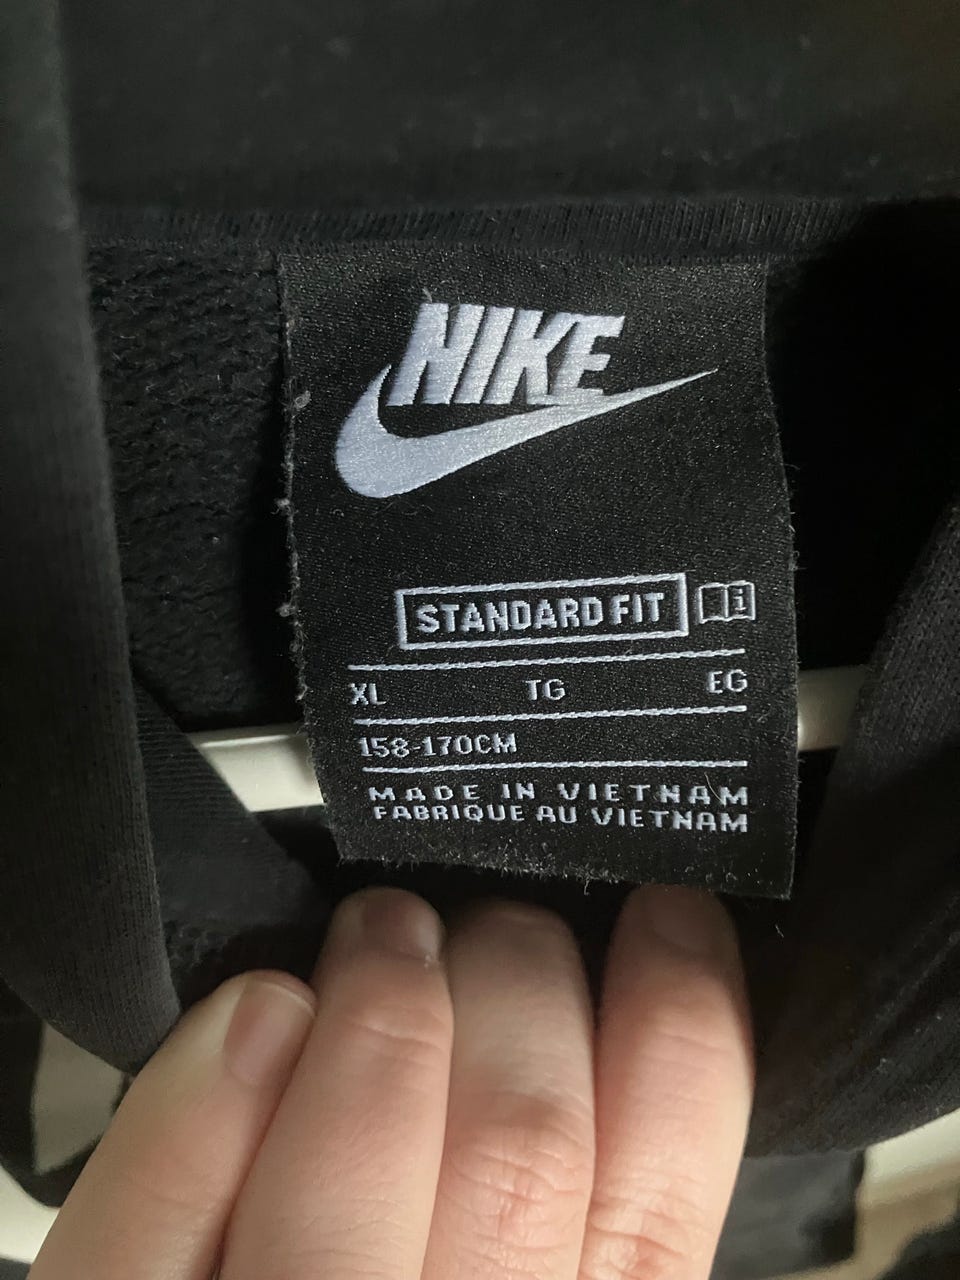 NIKE
STANDARD FIT i
XL TG EG
158-170CM
MADE IN VIETNAM
FABRIQUE AU VIETNAM